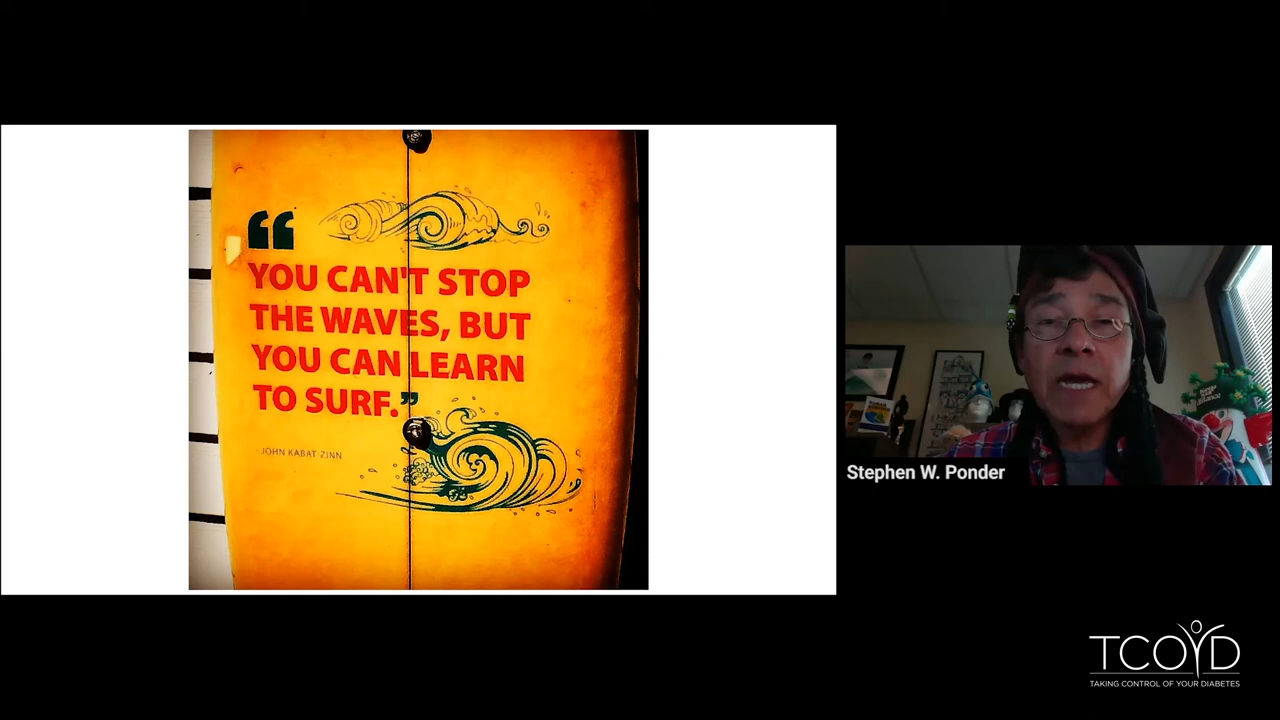 “
YOU CAN'T STOP
THE WAVES, BUT
YOU CAN LEARN
TO SURF.”
- JOHN KABAT-ZINN
Stephen W. Ponder
TCOYD
TAKING CONTROL OF YOUR DIABETES